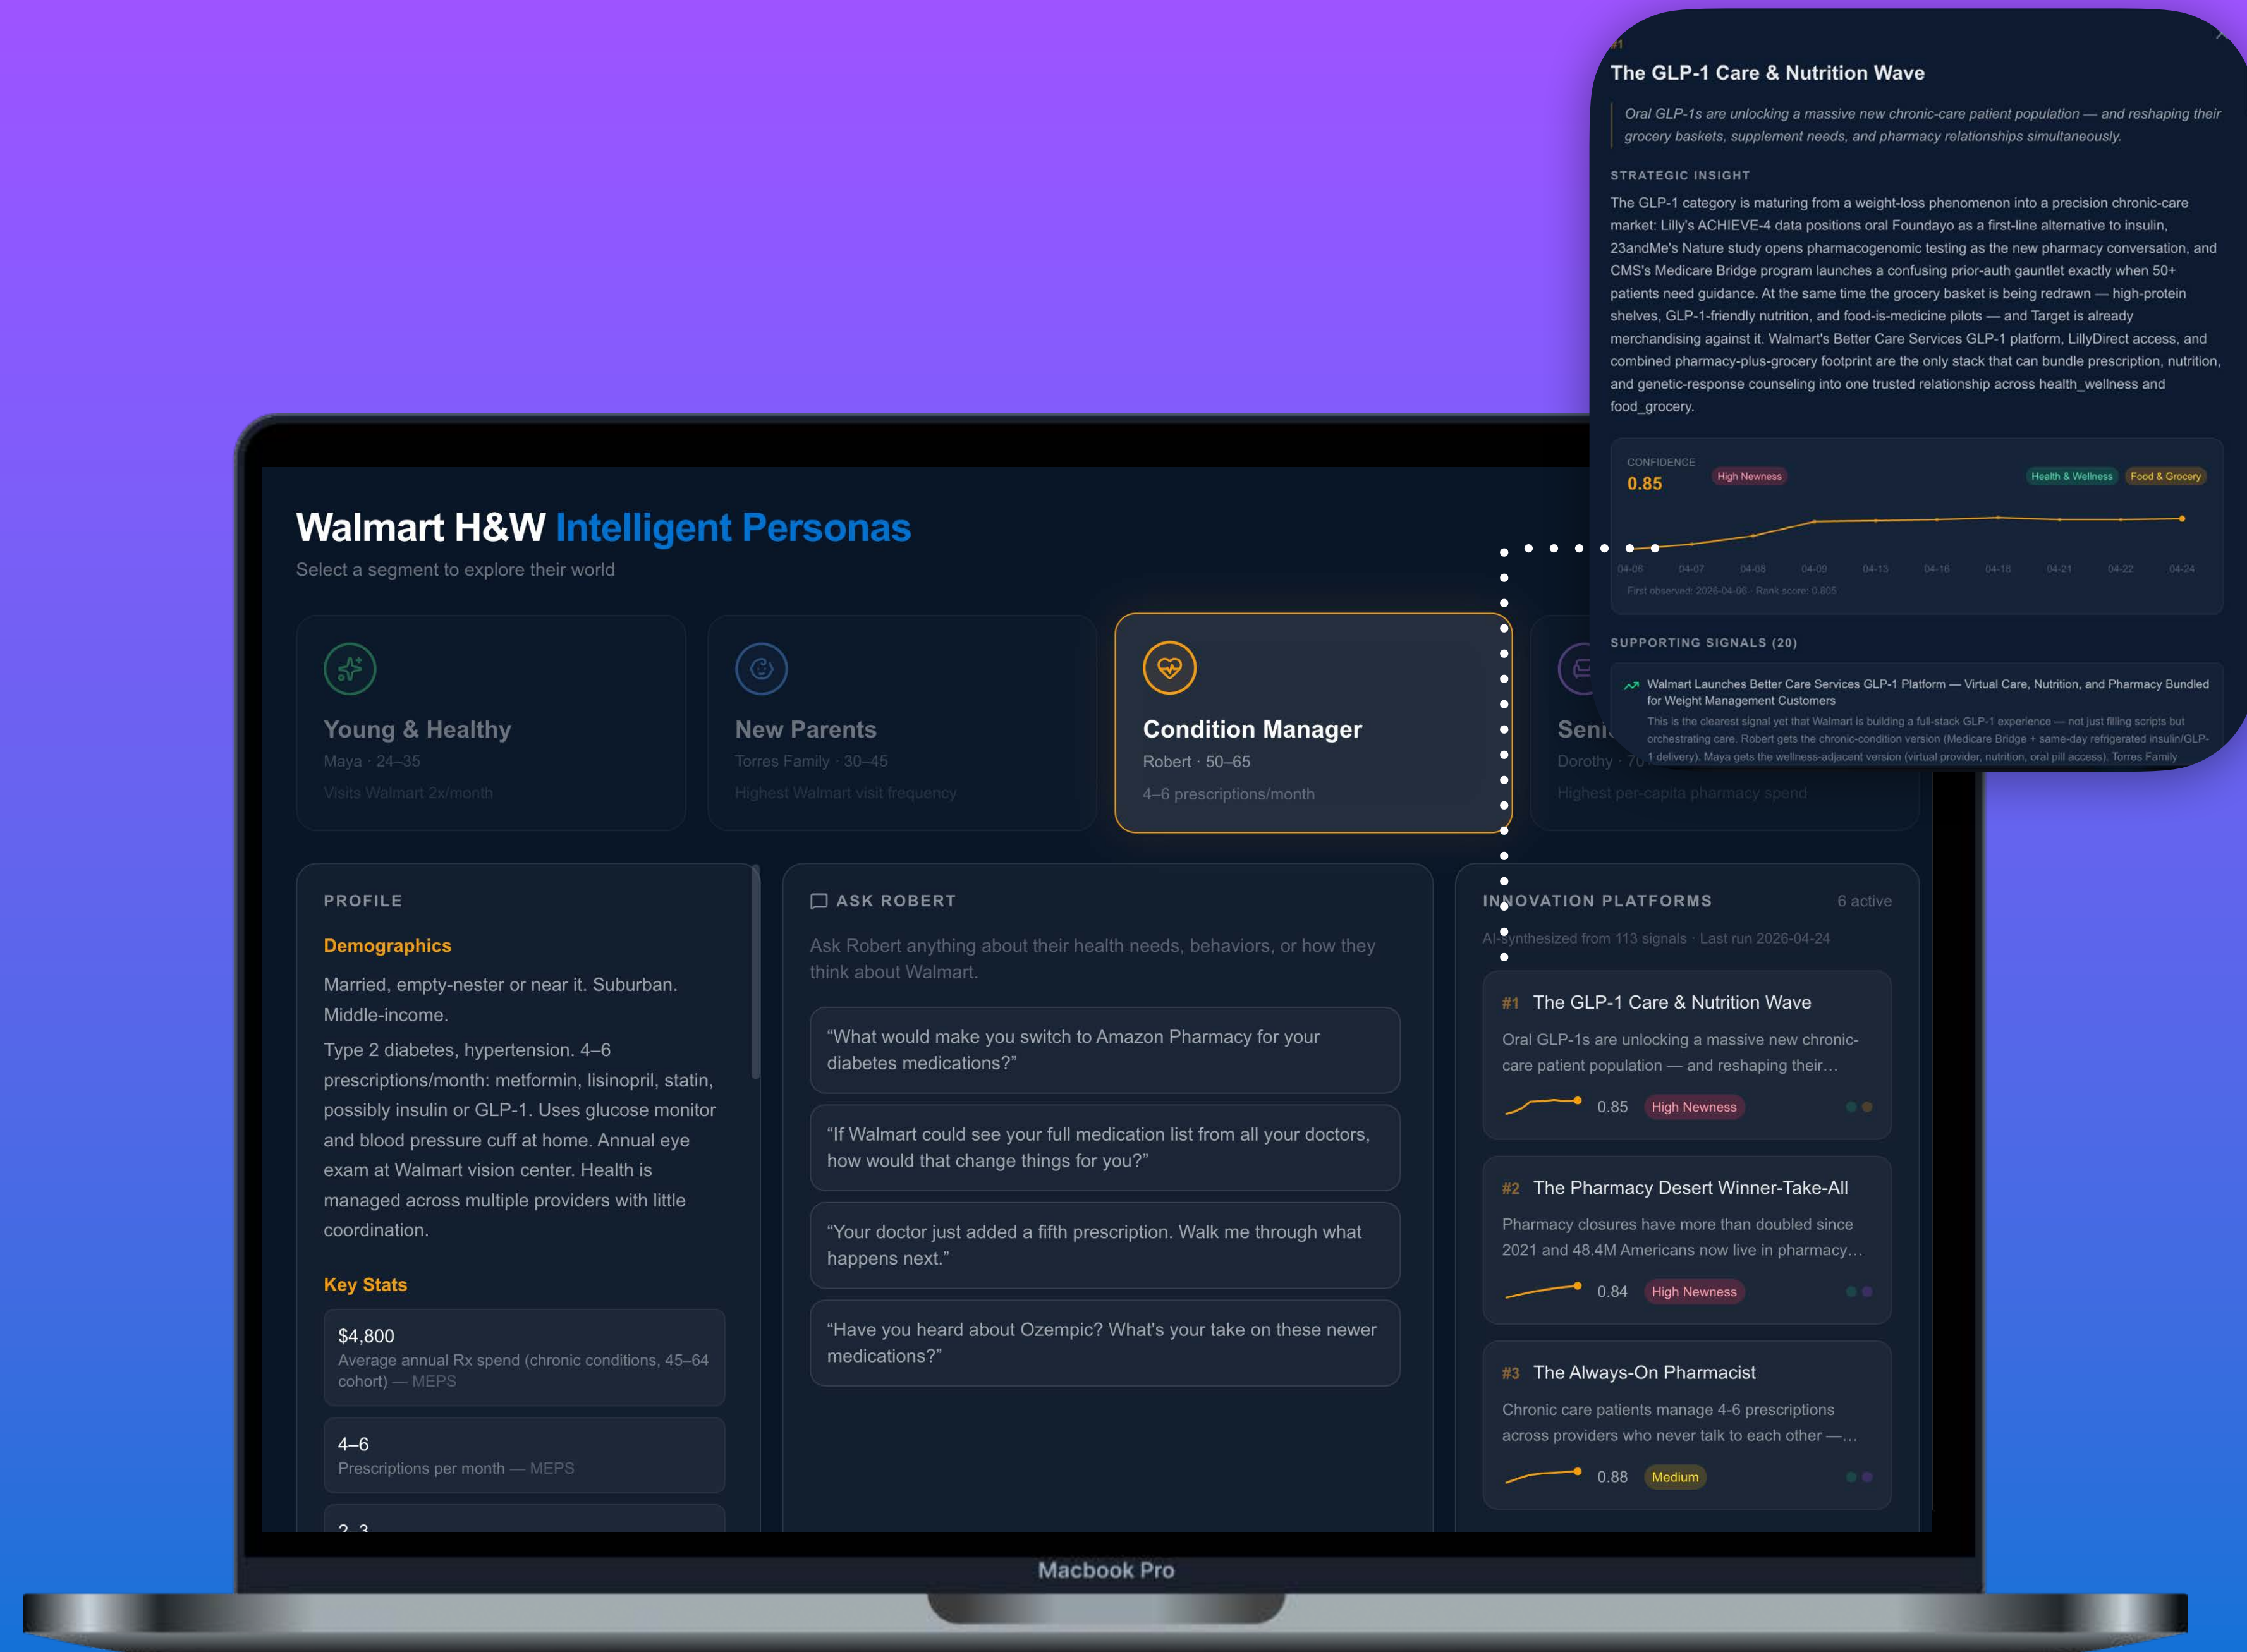 #1
The GLP-1 Care & Nutrition Wave
Oral GLP-1s are unlocking a massive new chronic-care patient population — and reshaping their
grocery baskets, supplement needs, and pharmacy relationships simultaneously.
STRATEGIC INSIGHT
The GLP-1 category is maturing from a weight-loss phenomenon into a precision chronic-care
market: Lilly's ACHIEVE-4 data positions oral Foundayo as a first-line alternative to insulin,
23andMe's Nature study opens pharmacogenomic testing as the new pharmacy conversation, and
CMS's Medicare Bridge program launches a confusing prior-auth gauntlet exactly when 50+
patients need guidance. At the same time the grocery basket is being redrawn — high-protein
shelves, GLP-1-friendly nutrition, and food-is-medicine pilots — and Target is already
merchandising against it. Walmart's Better Care Services GLP-1 platform, LillyDirect access, and
combined pharmacy-plus-grocery footprint are the only stack that can bundle prescription, nutrition,
and genetic-response counseling into one trusted relationship across health_wellness and
food_grocery.
CONFIDENCE
0.85
High Newness
Health & Wellness
Food & Grocery
04-06 04-07 04-08 04-09 04-13 04-16 04-18 04-21 04-22 04-24
First observed: 2026-04-06 · Rank score: 0.805
SUPPORTING SIGNALS (20)
Walmart Launches Better Care Services GLP-1 Platform — Virtual Care, Nutrition, and Pharmacy Bundled
for Weight Management Customers
This is the clearest signal yet that Walmart is building a full-stack GLP-1 experience — not just filling scripts but
orchestrating care. Robert gets the chronic-condition version (Medicare Bridge + same-day refrigerated insulin/GLP-
1 delivery). Maya gets the wellness-adjacent version (virtual provider, nutrition, oral pill access). Torres Family
Walmart H&W Intelligent Personas
Select a segment to explore their world
Young & Healthy
Maya · 24–35
Visits Walmart 2x/month
New Parents
Torres Family · 30–45
Highest Walmart visit frequency
Condition Manager
Robert · 50–65
4–6 prescriptions/month
Seni
Dorothy · 70
Highest per-capita pharmacy spend
PROFILE
Demographics
Married, empty-nester or near it. Suburban.
Middle-income.
Type 2 diabetes, hypertension. 4–6
prescriptions/month: metformin, lisinopril, statin,
possibly insulin or GLP-1. Uses glucose monitor
and blood pressure cuff at home. Annual eye
exam at Walmart vision center. Health is
managed across multiple providers with little
coordination.
Key Stats
$4,800
Average annual Rx spend (chronic conditions, 45–64
cohort) — MEPS
4–6
Prescriptions per month — MEPS
ASK ROBERT
Ask Robert anything about their health needs, behaviors, or how they
think about Walmart.
“What would make you switch to Amazon Pharmacy for your
diabetes medications?”
“If Walmart could see your full medication list from all your doctors,
how would that change things for you?”
“Your doctor just added a fifth prescription. Walk me through what
happens next.”
“Have you heard about Ozempic? What's your take on these newer
medications?”
INNOVATION PLATFORMS
6 active
AI-synthesized from 113 signals · Last run 2026-04-24
#1 The GLP-1 Care & Nutrition Wave
Oral GLP-1s are unlocking a massive new chronic-
care patient population — and reshaping their…
0.85 High Newness
#2 The Pharmacy Desert Winner-Take-All
Pharmacy closures have more than doubled since
2021 and 48.4M Americans now live in pharmacy…
0.84 High Newness
#3 The Always-On Pharmacist
Chronic care patients manage 4-6 prescriptions
across providers who never talk to each other —…
0.88 Medium
Macbook Pro